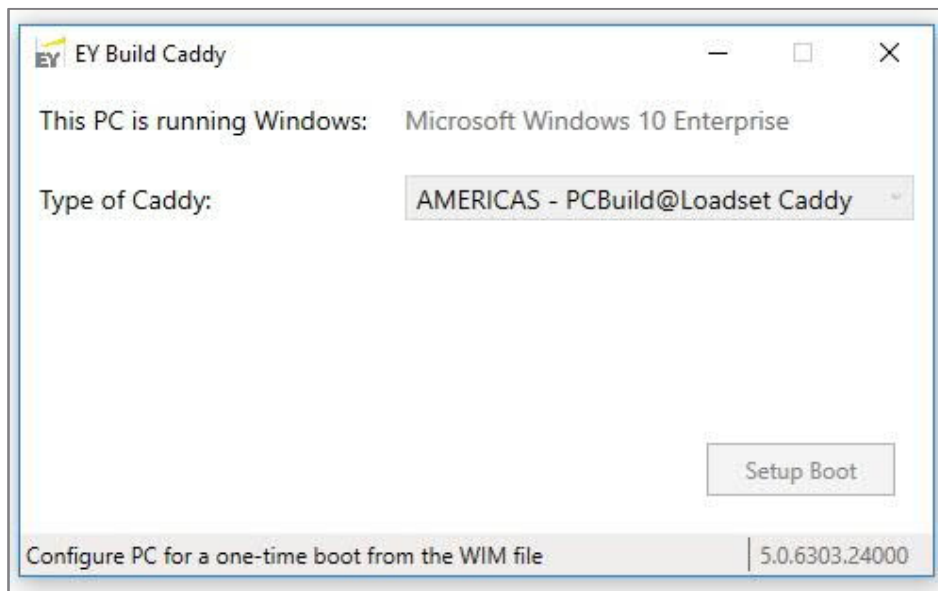 EY EY Build Caddy
This PC is running Windows: Microsoft Windows 10 Enterprise
Type of Caddy: AMERICAS - PCBuild@Loadset Caddy
Setup Boot
Configure PC for a one-time boot from the WIM file 5.0.6303.24000